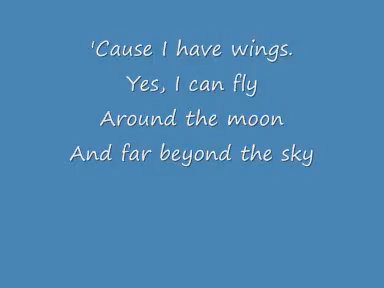 'Cause I have wings.
Yes, I can fly
Around the moon
And far beyond the sky